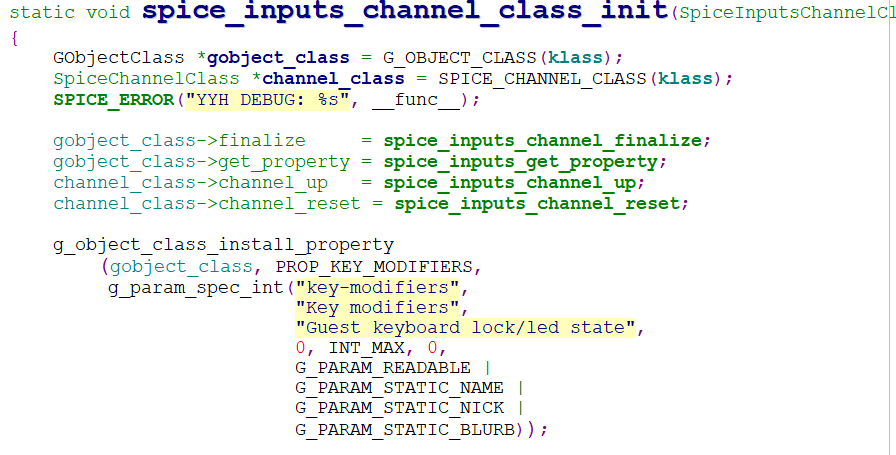 static void spice_inputs_channel_class_init(SpiceInputsChannelCl
{
    GObjectClass *gobject_class = G_OBJECT_CLASS(klass);
    SpiceChannelClass *channel_class = SPICE_CHANNEL_CLASS(klass);
    SPICE_ERROR("YYH DEBUG: %s", __func__);

    gobject_class->finalize     = spice_inputs_channel_finalize;
    gobject_class->get_property = spice_inputs_get_property;
    channel_class->channel_up   = spice_inputs_channel_up;
    channel_class->channel_reset = spice_inputs_channel_reset;

    g_object_class_install_property
        (gobject_class, PROP_KEY_MODIFIERS,
         g_param_spec_int("key-modifiers",
                          "Key modifiers",
                          "Guest keyboard lock/led state",
                          0, INT_MAX, 0,
                          G_PARAM_READABLE |
                          G_PARAM_STATIC_NAME |
                          G_PARAM_STATIC_NICK |
                          G_PARAM_STATIC_BLURB));